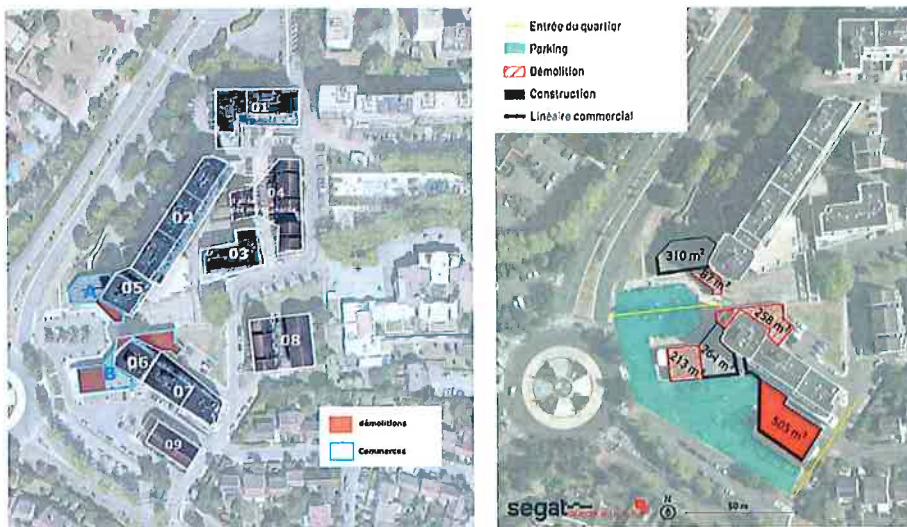 01
02
04
03
A
05
06
B
07
08
09
démolitions
Commerces
Entrée du quartier
Parking
Démolition
Construction
Linéaire commercial
310 m²
87 m²
258 m²
213 m
264 m²
505 m²
segat
N
50 m